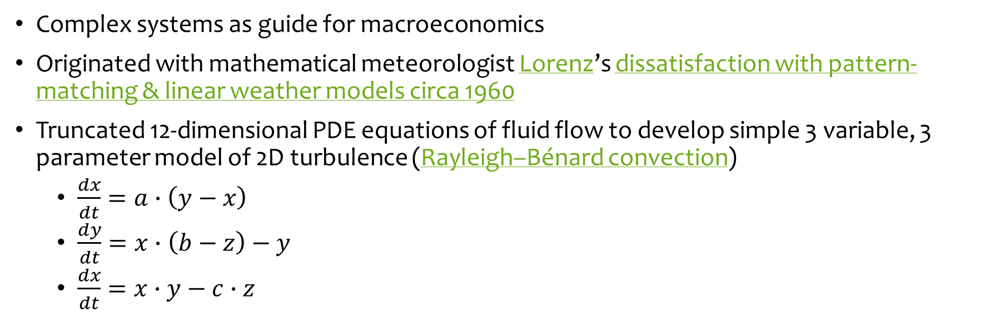 • Complex systems as guide for macroeconomics
• Originated with mathematical meteorologist Lorenz's dissatisfaction with pattern-
matching & linear weather models circa 1960
• Truncated 12-dimensional PDE equations of fluid flow to develop simple 3 variable, 3
parameter model of 2D turbulence (Rayleigh–Bénard convection)
• dx/dt = a · (y − x)
• dy/dt = x · (b − z) − y
• dx/dt = x · y − c · z